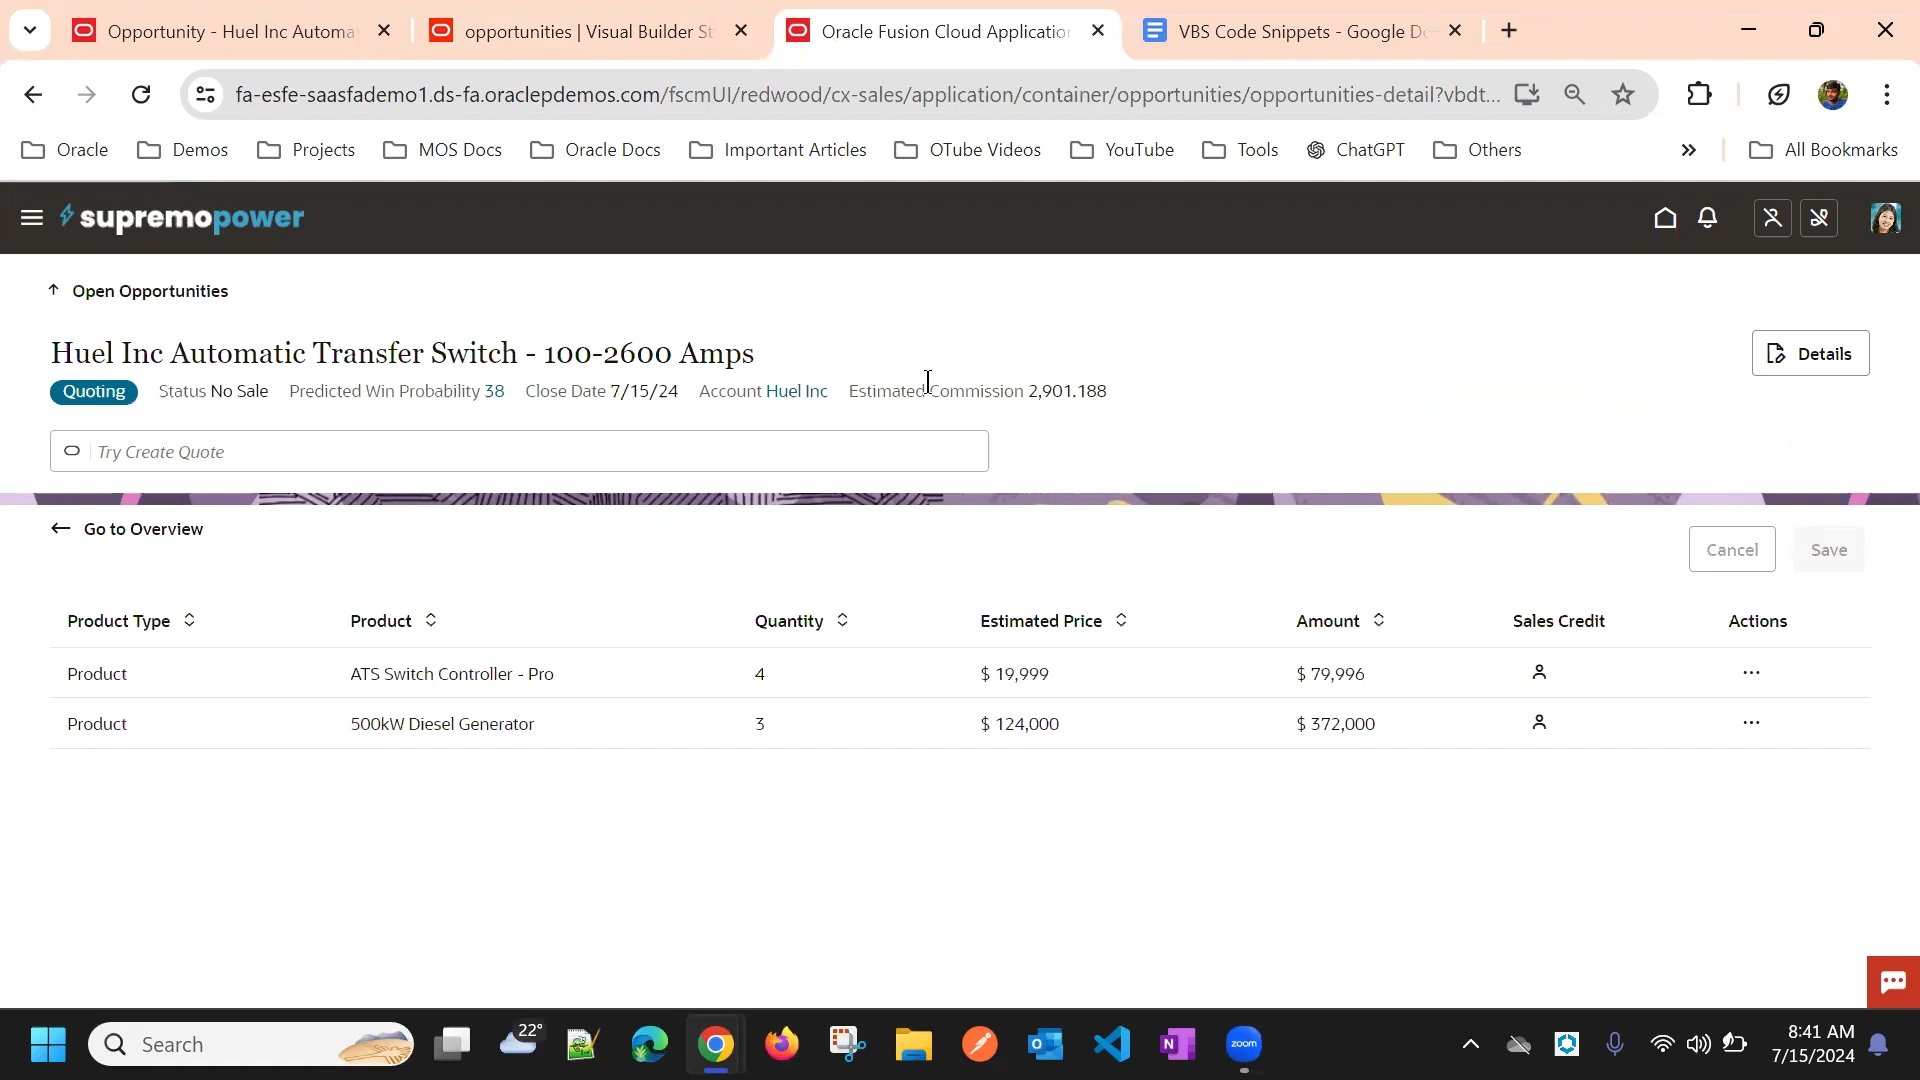 Opportunity - Huel Inc Automa
opportunities | Visual Builder St
Oracle Fusion Cloud Applicatio
VBS Code Snippets - Google Do
fa-esfe-saasfademo1.ds-fa.oraclepdemos.com/fscmUI/redwood/cx-sales/application/container/opportunities/opportunities-detail?vbdt...
Oracle Demos Projects MOS Docs Oracle Docs Important Articles OTube Videos YouTube Tools ChatGPT Others » All Bookmarks
supremopower
Open Opportunities
Huel Inc Automatic Transfer Switch - 100-2600 Amps
Details
Quoting Status No Sale Predicted Win Probability 38 Close Date 7/15/24 Account Huel Inc Estimated Commission 2,901.188
Try Create Quote
Go to Overview
Cancel Save
Product Type Product Quantity Estimated Price Amount Sales Credit Actions
Product ATS Switch Controller - Pro 4 $ 19,999 $ 79,996 ...
Product 500kW Diesel Generator 3 $ 124,000 $ 372,000 ...
Search
22°
zoom
8:41 AM
7/15/2024